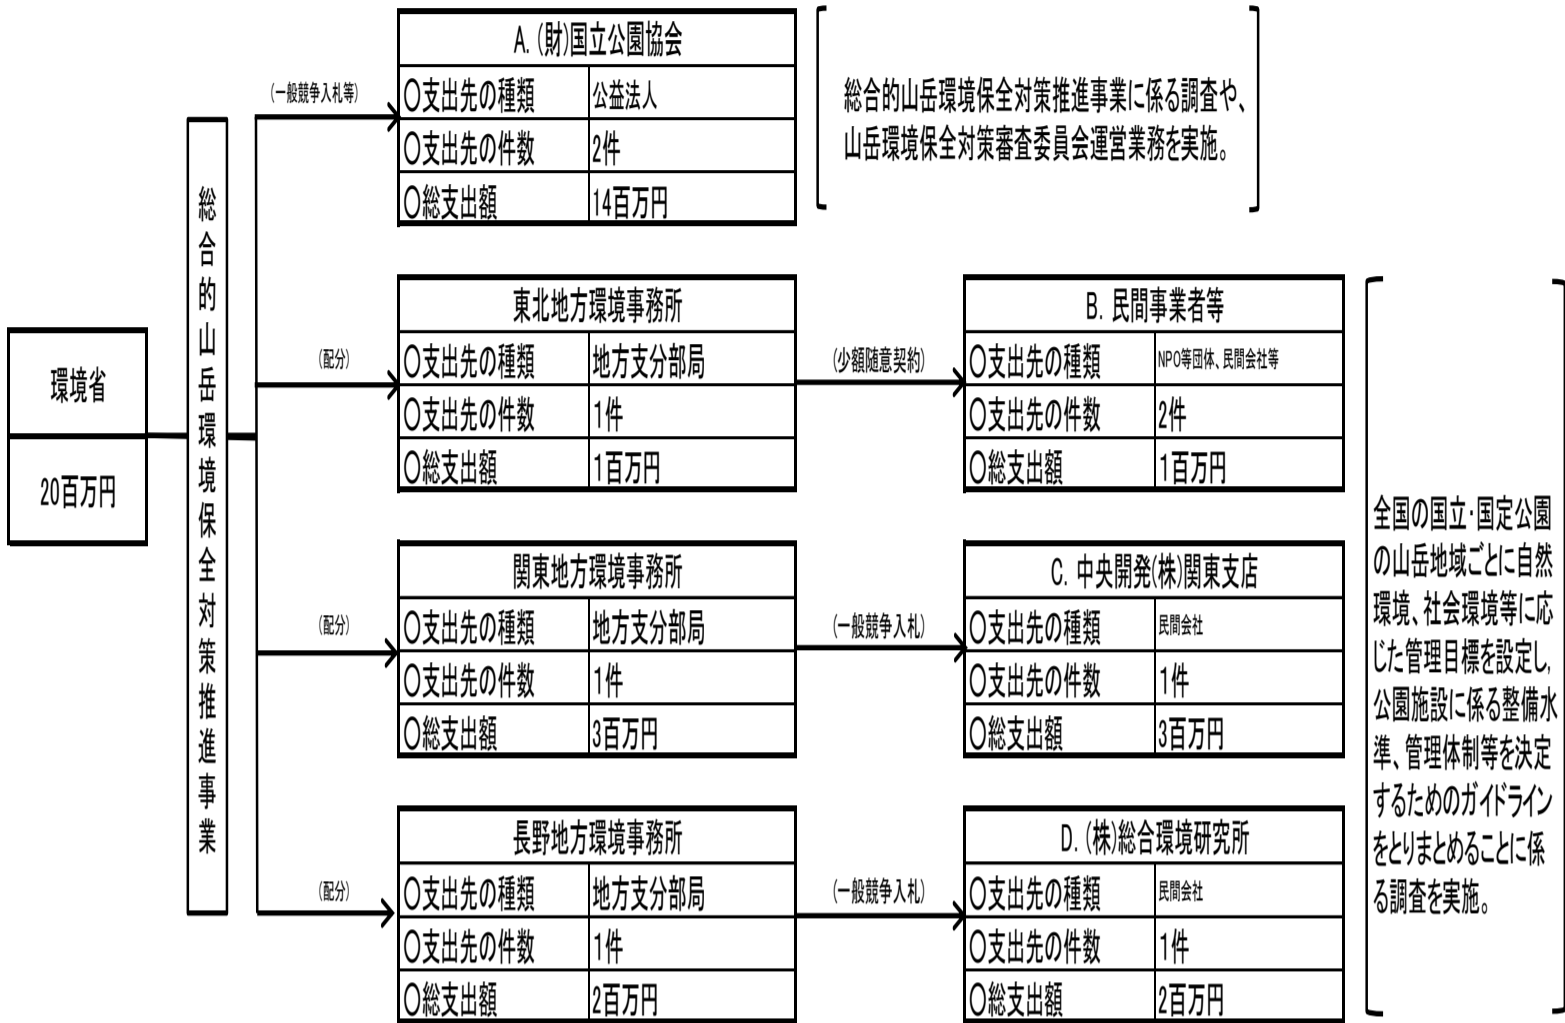 環境省
20百万円
総合的山岳環境保全対策推進事業
(一般競争入札等)
A. (財)国立公園協会
○支出先の種類 公益法人
○支出先の件数 2件
○総支出額 14百万円
総合的山岳環境保全対策推進事業に係る調査や、
山岳環境保全対策審査委員会運営業務を実施。
(配分)
東北地方環境事務所
○支出先の種類 地方支分部局
○支出先の件数 1件
○総支出額 1百万円
(少額随意契約)
B. 民間事業者等
○支出先の種類 NPO等団体、民間会社等
○支出先の件数 2件
○総支出額 1百万円
(配分)
関東地方環境事務所
○支出先の種類 地方支分部局
○支出先の件数 1件
○総支出額 3百万円
(一般競争入札)
C. 中央開発(株)関東支店
○支出先の種類 民間会社
○支出先の件数 1件
○総支出額 3百万円
(配分)
長野地方環境事務所
○支出先の種類 地方支分部局
○支出先の件数 1件
○総支出額 2百万円
(一般競争入札)
D. (株)総合環境研究所
○支出先の種類 民間会社
○支出先の件数 1件
○総支出額 2百万円
全国の国立・国定公園
の山岳地域ごとに自然
環境、社会環境等に応
じた管理目標を設定し、
公園施設に係る整備水
準、管理体制等を決定
するためのガイドライン
をとりまとめることに係
る調査を実施。